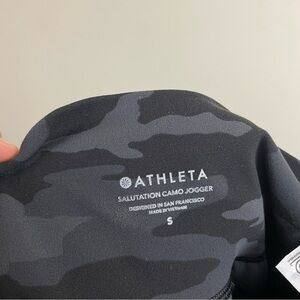 ATHLETA
SALUTATION CAMO JOGGER
DESIGNED IN SAN FRANCISCO
MADE IN VIETNAM
S